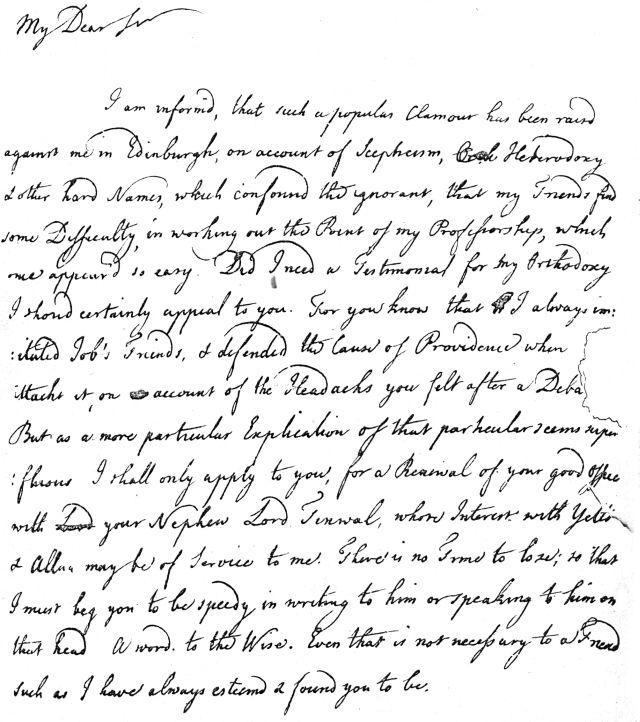 My Dear Sir
I am inform'd, that such a popular Clamour has been raisd
against me in Edinburgh, on account of Scepticism, Heterodoxy
& other hard Names, which confound the Ignorant, that my Friends find
some Difficulty, in working out the Point of my Professorship, which
once appear'd so easy. Did I need a Testimonial for my Orthodoxy
I shoud certainly appeal to you. For you know that I always im:
:itated Job's Friends, & defended the Cause of Providence when
attackt it, on account of the Headachs you felt after a Deba
But as a more particular Explication of that particular seems super
:fluous I shall only apply to you, for a Renewal of your good Offices
with your Nephew Lord Tinwal, whose Interest with Yetts
& Allan may be of Service to me. There is no Time to lose; so that
I must beg you to be speedy in writing to him or speaking to him on
that head A word to the Wise. Even that is not necessary to a Friend
such as I have always esteemd & found you to be.